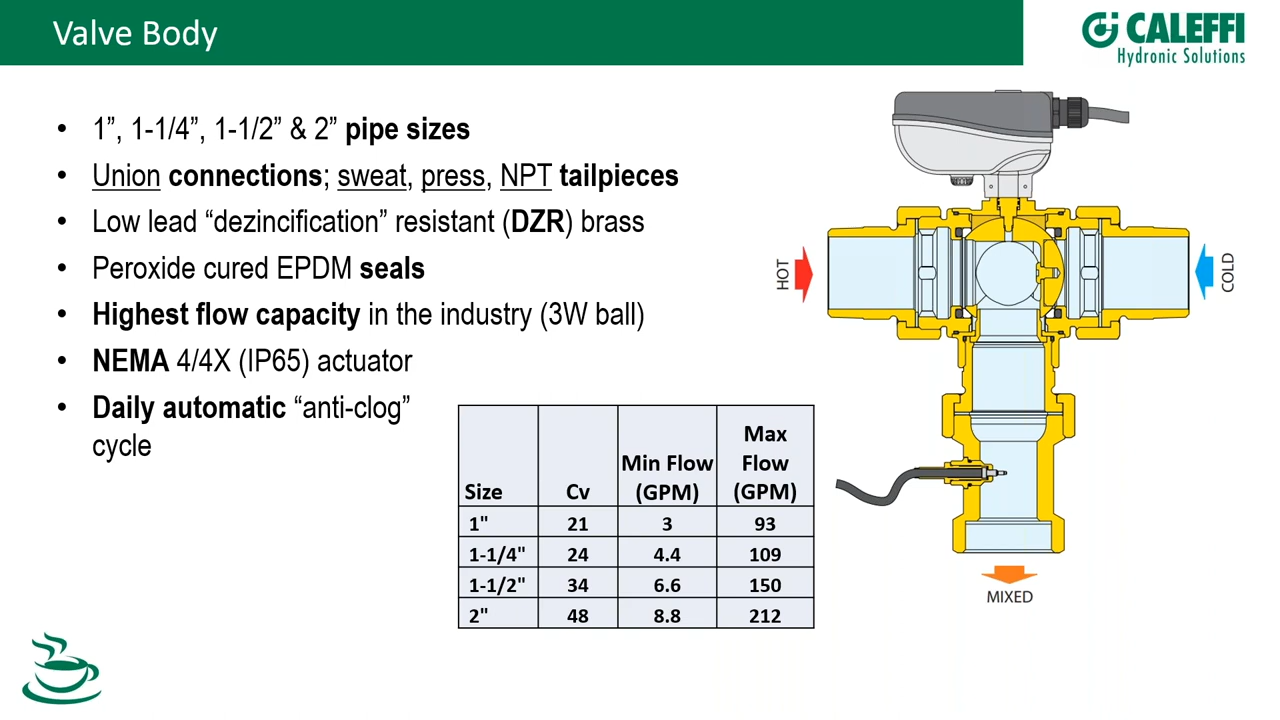 Valve Body
CALEFFI
Hydronic Solutions
• 1”, 1-1/4”, 1-1/2” & 2” pipe sizes
• Union connections; sweat, press, NPT tailpieces
• Low lead “dezincification” resistant (DZR) brass
• Peroxide cured EPDM seals
• Highest flow capacity in the industry (3W ball)
• NEMA 4/4X (IP65) actuator
• Daily automatic “anti-clog”
cycle
Size Cv Min Flow (GPM) Max Flow (GPM)
1" 21 3 93
1-1/4" 24 4.4 109
1-1/2" 34 6.6 150
2" 48 8.8 212
HOT
COLD
MIXED